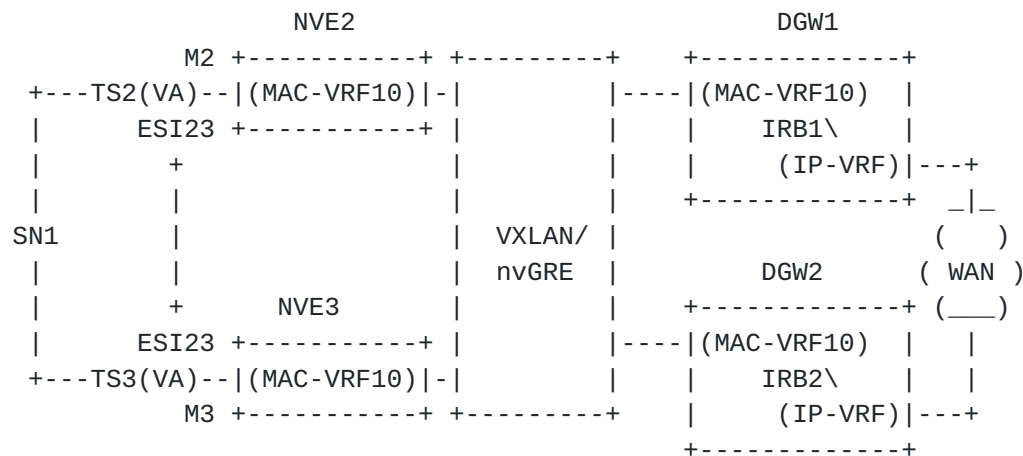 NVE2                           DGW1
           M2 +-----------+ +---------+    +-------------+
 +---TS2(VA)--|(MAC-VRF10)|-|         |----|(MAC-VRF10)  |
 |      ESI23 +-----------+ |         |    |    IRB1\    |
 |        +                 |         |    |     (IP-VRF)|---+
 |        |                 |         |    +-------------+  _|_
SN1       |                 |  VXLAN/ |                    (   )
 |        |                 |  nvGRE  |         DGW2      ( WAN )
 |        +     NVE3        |         |    +-------------+ (___)
 |      ESI23 +-----------+ |         |----|(MAC-VRF10)  |   |
 +---TS3(VA)--|(MAC-VRF10)|-|         |    |    IRB2\    |   |
           M3 +-----------+ +---------+    |     (IP-VRF)|---+
                                           +-------------+